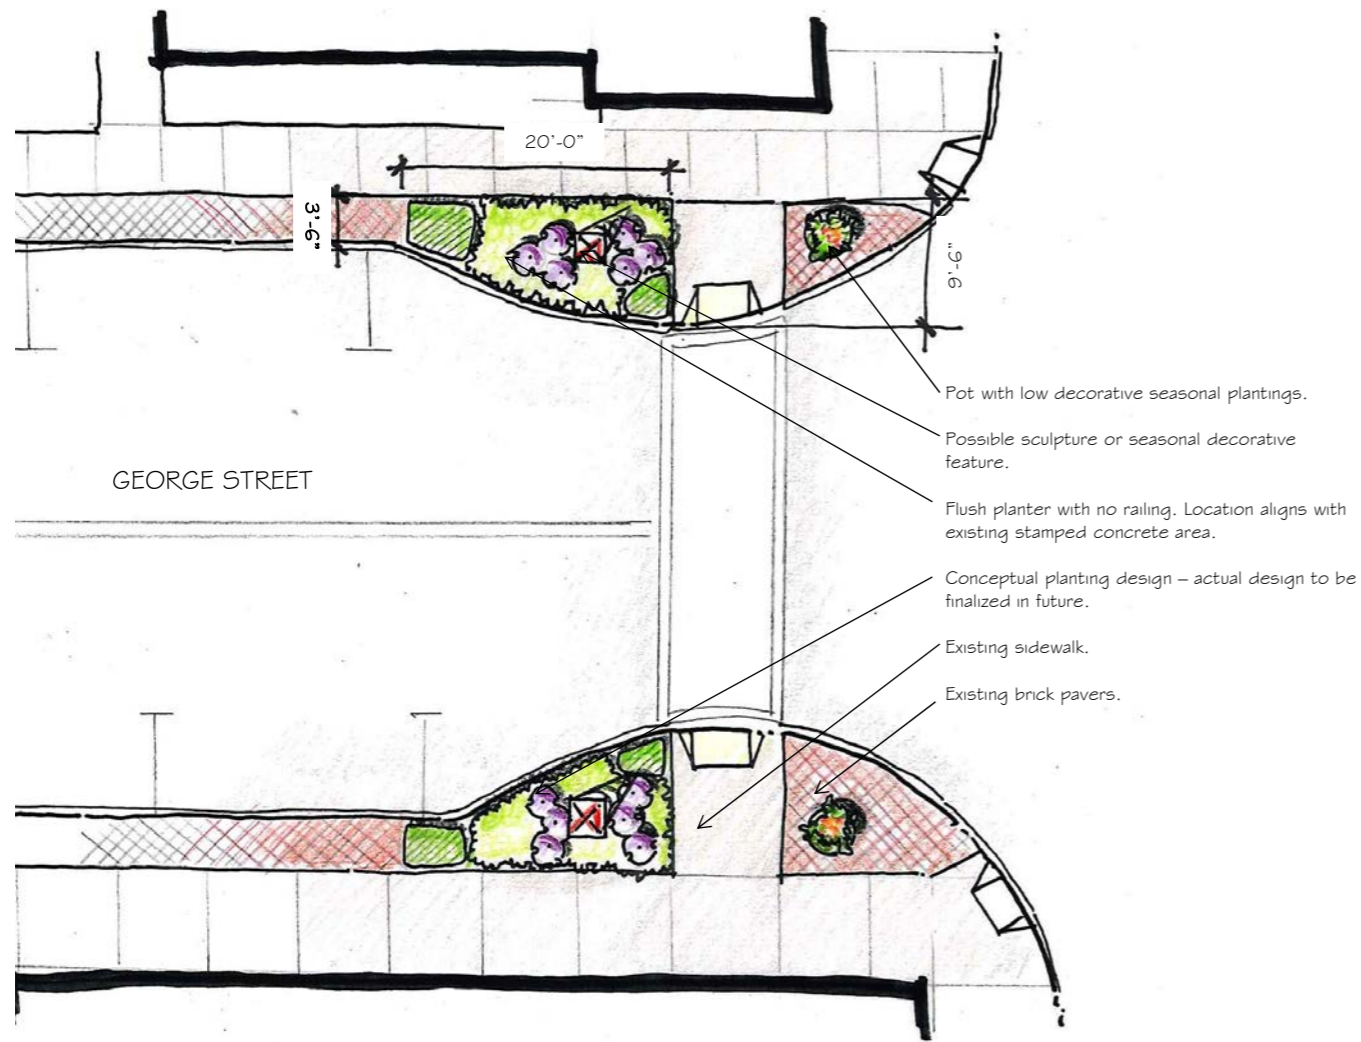 20'-0"
3'-6"
9'-6"
Pot with low decorative seasonal plantings.
Possible sculpture or seasonal decorative
feature.
GEORGE STREET
Flush planter with no railing. Location aligns with
existing stamped concrete area.
Conceptual planting design – actual design to be
finalized in future.
Existing sidewalk.
Existing brick pavers.